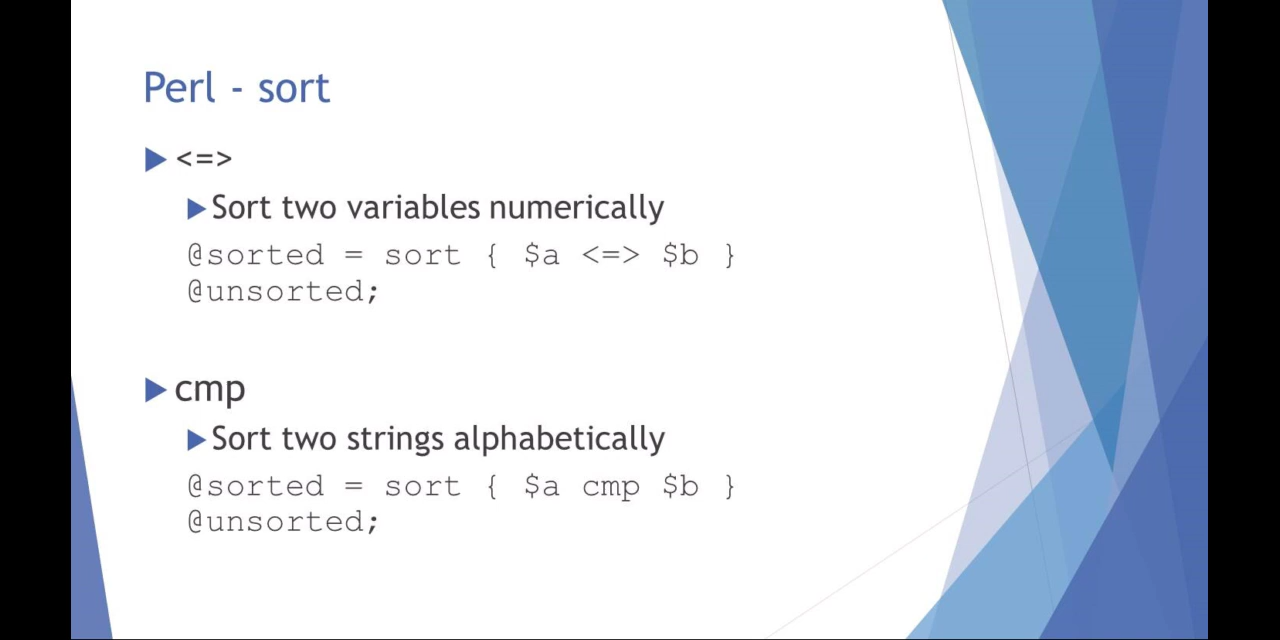 Perl - sort
<=>
Sort two variables numerically
@sorted = sort { $a <=> $b }
@unsorted;
cmp
Sort two strings alphabetically
@sorted = sort { $a cmp $b }
@unsorted;